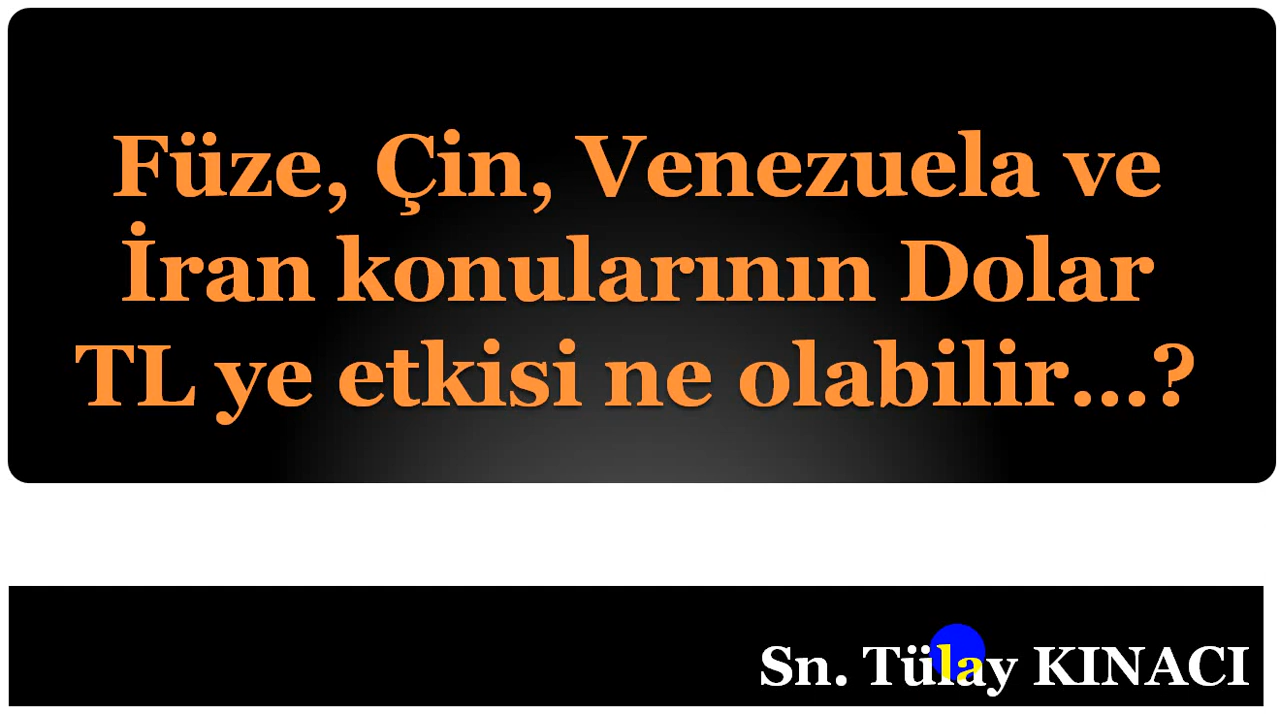 Füze, Çin, Venezuela ve
İran konularının Dolar
TL ye etkisi ne olabilir...?
Sn. Tülay KINACI